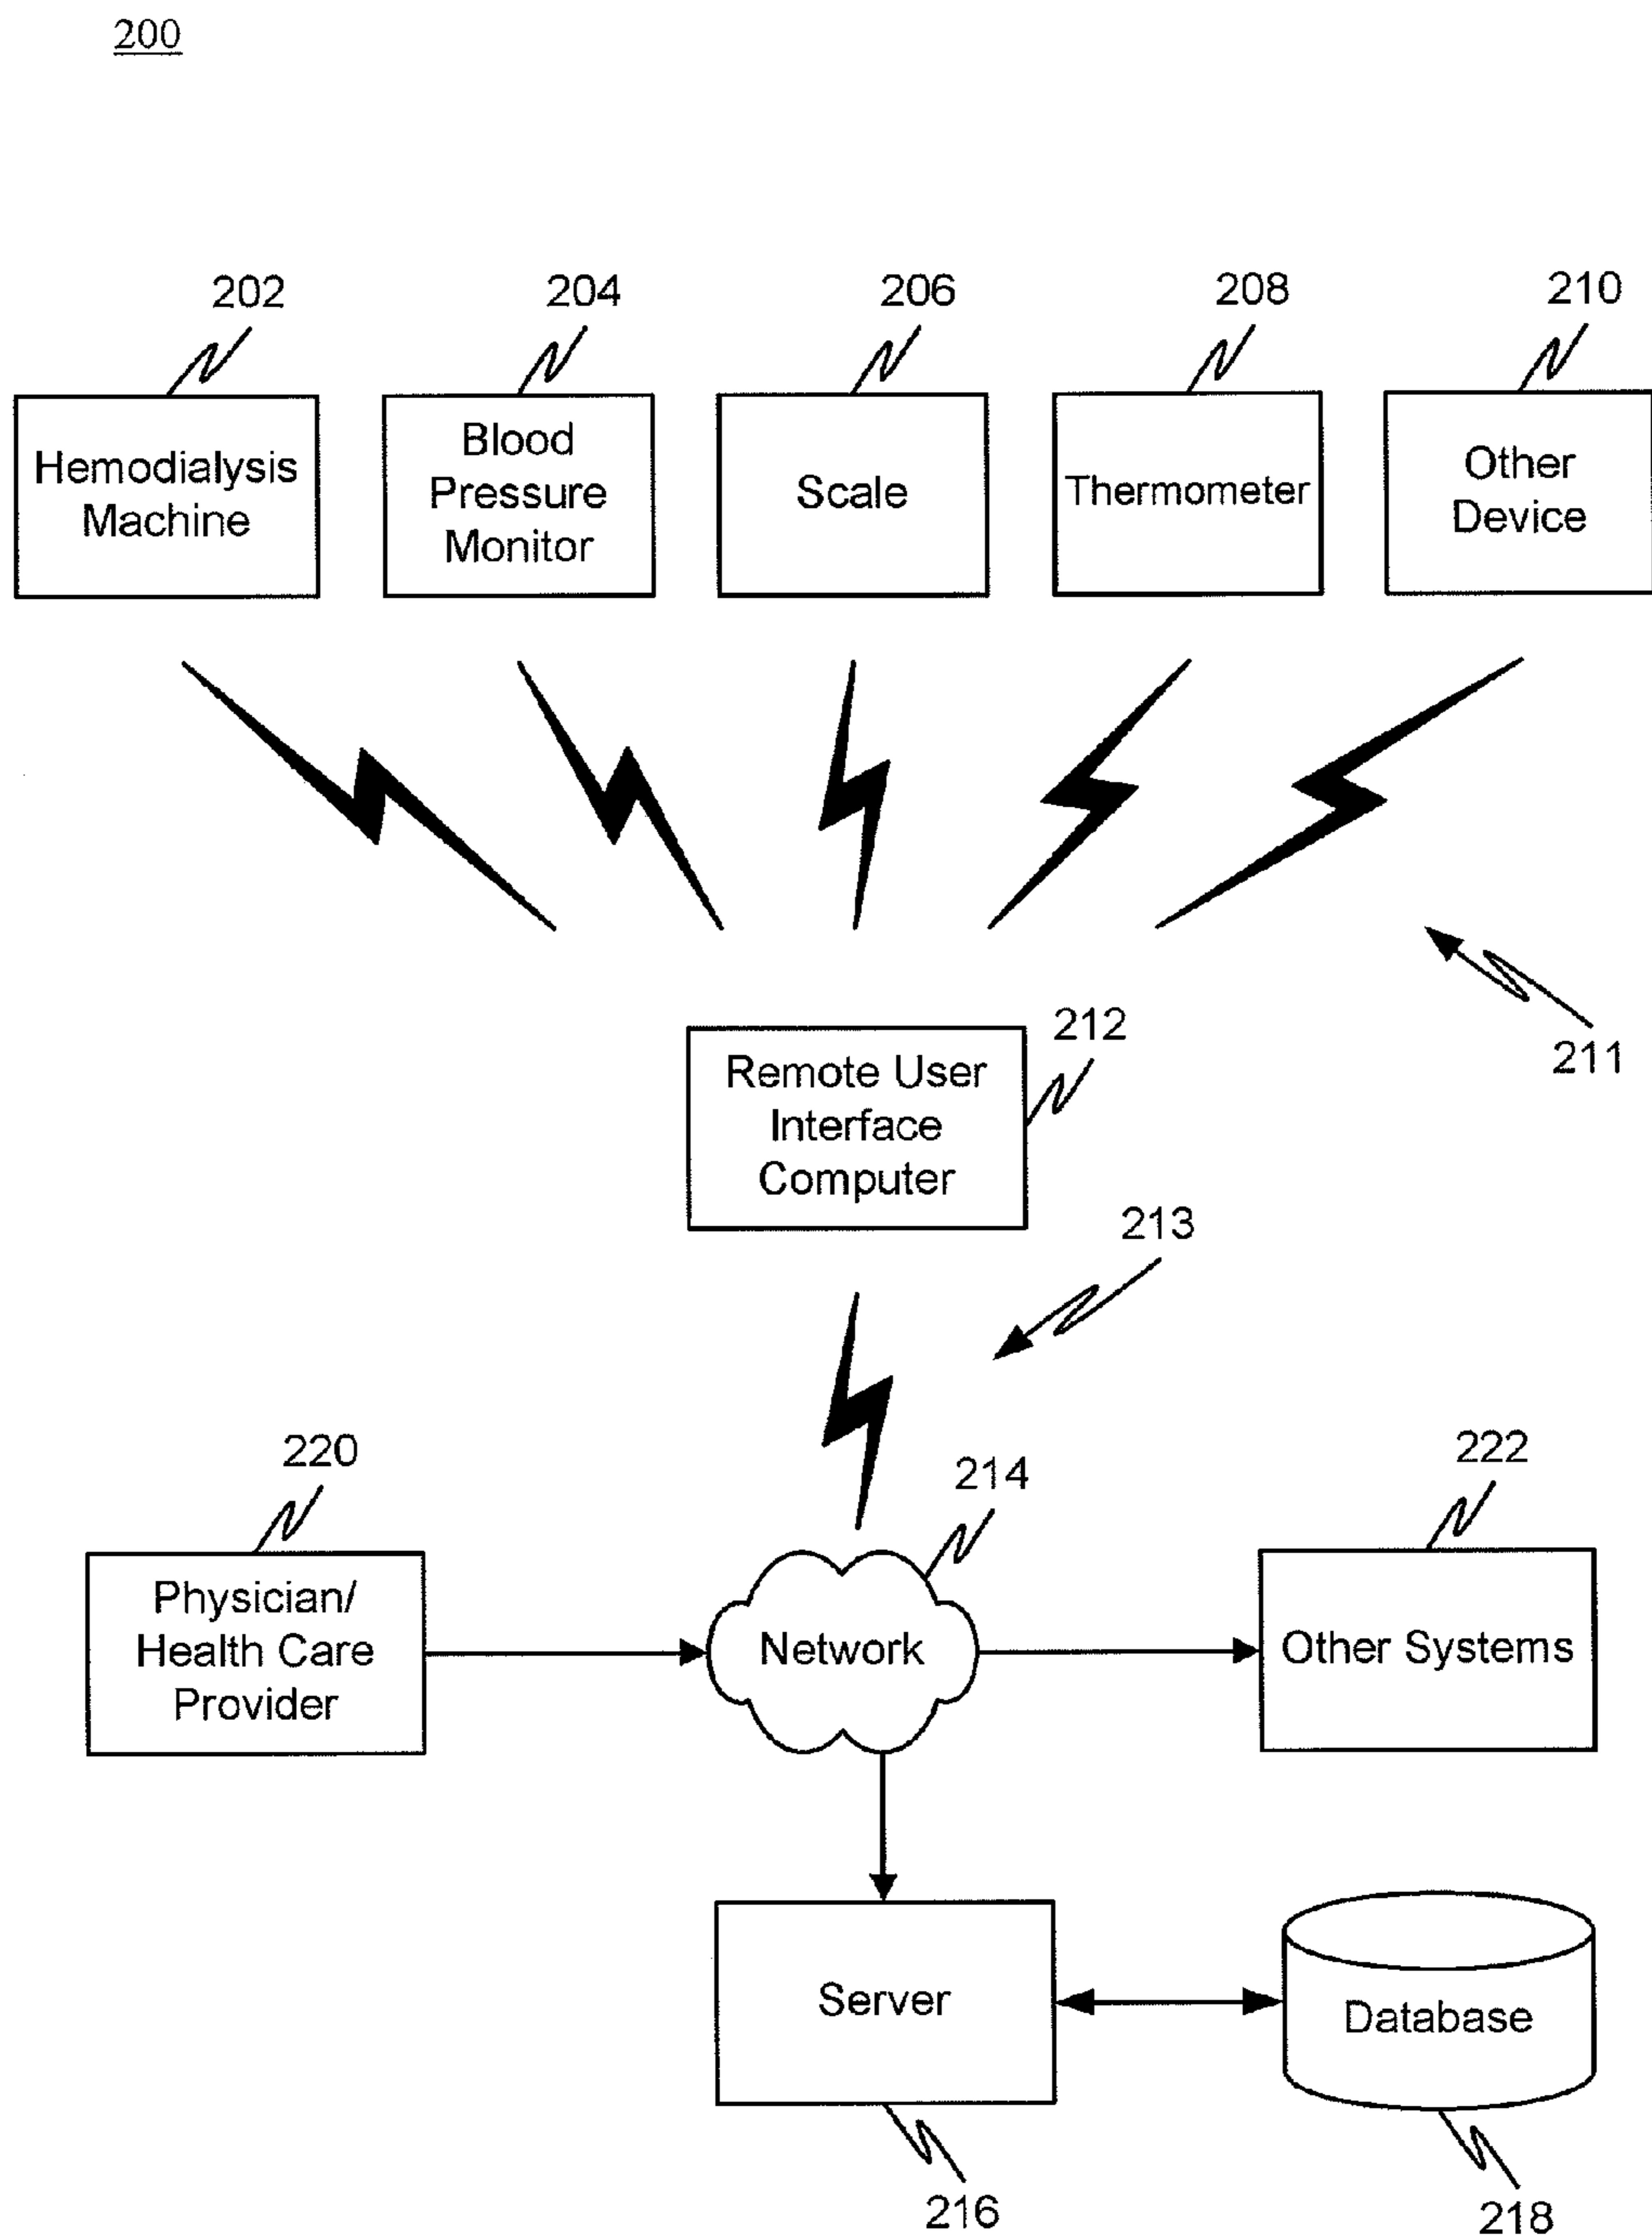 200
202
204
206
208
210
Hemodialysis
Machine
Blood
Pressure
Monitor
Scale
Thermometer
Other
Device
211
212
Remote User
Interface
Computer
213
220
214
222
Physician/
Health Care
Provider
Network
Other Systems
Server
Database
216
218